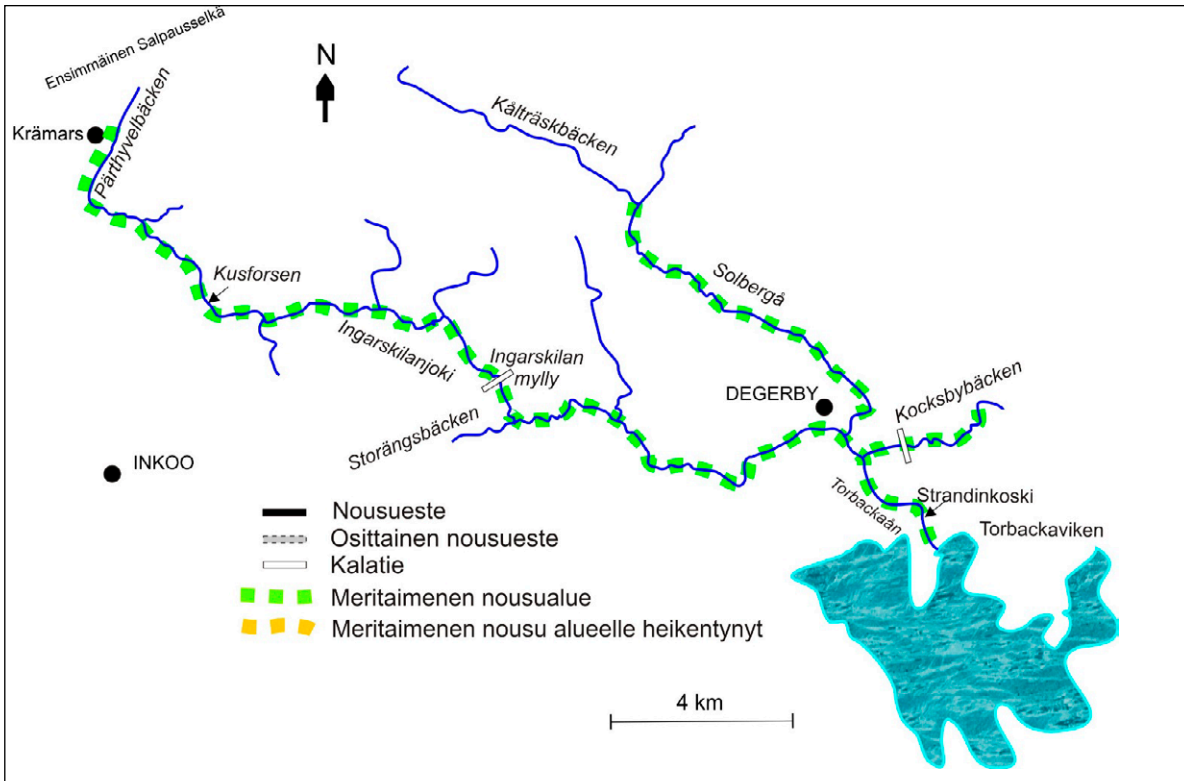 Ensimmäinen Salpausselkä
N
Krämars
Pärthyvelbäcken
Kålträskbäcken
Kusforsen
Solbergå
Ingarskilanjoki
Ingarskilan
mylly
DEGERBY
Kocksbybäcken
Storängsbäcken
INKOO
Torbackaån
Strandinkoski
Torbackaviken
Nousueste
Osittainen nousueste
Kalatie
Meritaimenen nousualue
Meritaimenen nousu alueelle heikentynyt
4 km